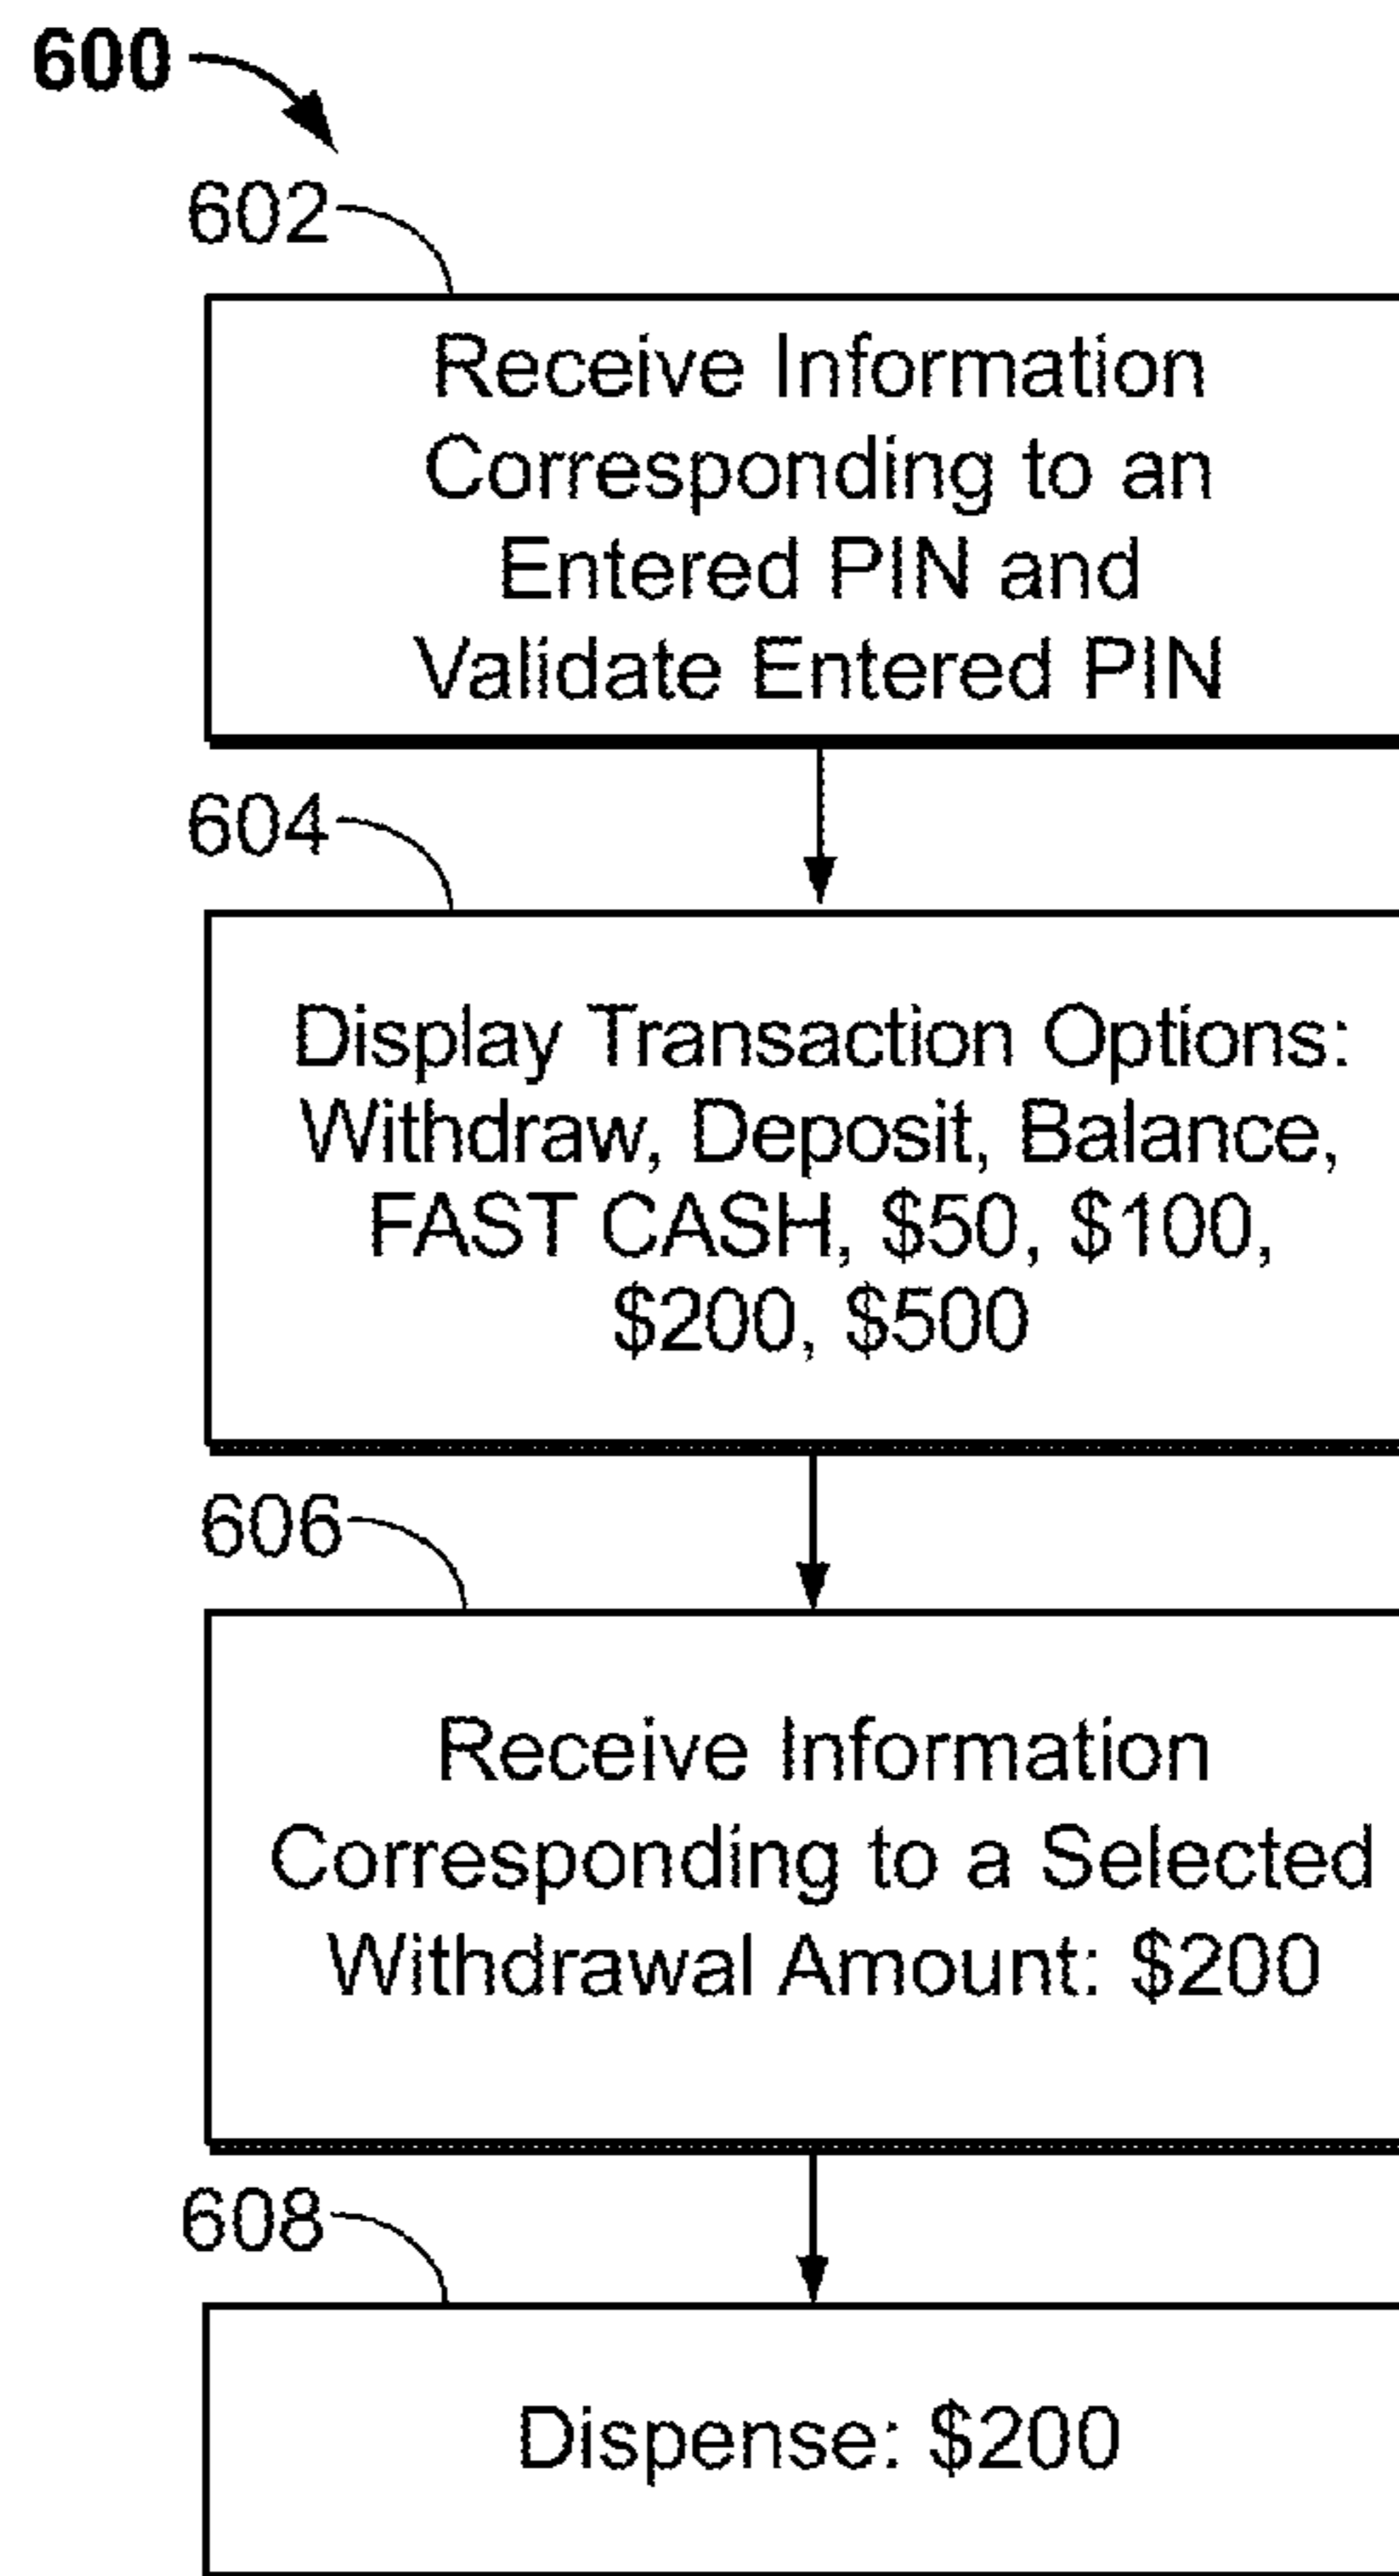 600
602
Receive Information
Corresponding to an
Entered PIN and
Validate Entered PIN
604
Display Transaction Options:
Withdraw, Deposit, Balance,
FAST CASH, $50, $100,
$200, $500
606
Receive Information
Corresponding to a Selected
Withdrawal Amount: $200
608
Dispense: $200